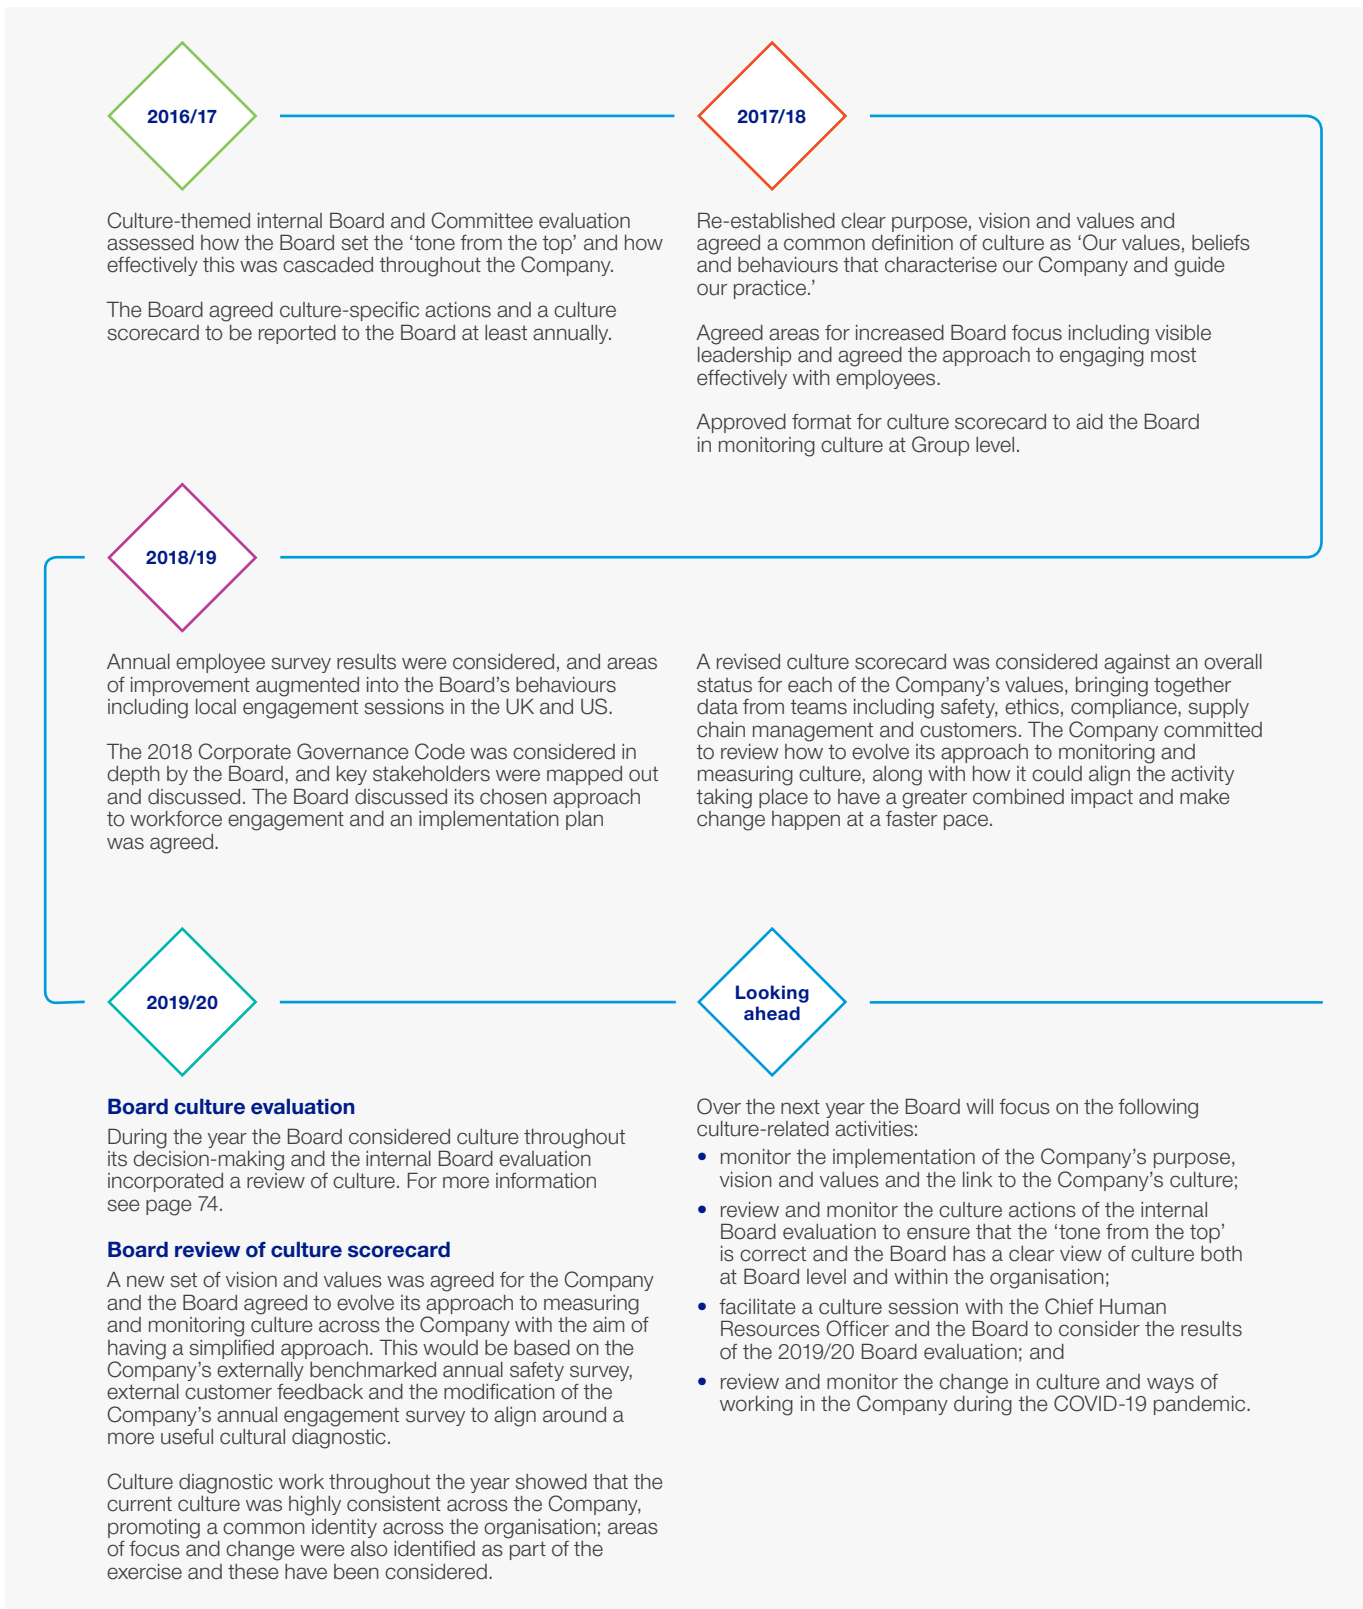 2016/17
Culture-themed internal Board and Committee evaluation
assessed how the Board set the ‘tone from the top’ and how
effectively this was cascaded throughout the Company.
The Board agreed culture-specific actions and a culture
scorecard to be reported to the Board at least annually.
2017/18
Re-established clear purpose, vision and values and
agreed a common definition of culture as ‘Our values, beliefs
and behaviours that characterise our Company and guide
our practice.’
Agreed areas for increased Board focus including visible
leadership and agreed the approach to engaging most
effectively with employees.
Approved format for culture scorecard to aid the Board
in monitoring culture at Group level.
2018/19
Annual employee survey results were considered, and areas
of improvement augmented into the Board’s behaviours
including local engagement sessions in the UK and US.
The 2018 Corporate Governance Code was considered in
depth by the Board, and key stakeholders were mapped out
and discussed. The Board discussed its chosen approach
to workforce engagement and an implementation plan
was agreed.
A revised culture scorecard was considered against an overall
status for each of the Company’s values, bringing together
data from teams including safety, ethics, compliance, supply
chain management and customers. The Company committed
to review how to evolve its approach to monitoring and
measuring culture, along with how it could align the activity
taking place to have a greater combined impact and make
change happen at a faster pace.
2019/20
Board culture evaluation
During the year the Board considered culture throughout
its decision-making and the internal Board evaluation
incorporated a review of culture. For more information
see page 74.
Board review of culture scorecard
A new set of vision and values was agreed for the Company
and the Board agreed to evolve its approach to measuring
and monitoring culture across the Company with the aim of
having a simplified approach. This would be based on the
Company’s externally benchmarked annual safety survey,
external customer feedback and the modification of the
Company’s annual engagement survey to align around a
more useful cultural diagnostic.
Culture diagnostic work throughout the year showed that the
current culture was highly consistent across the Company,
promoting a common identity across the organisation; areas
of focus and change were also identified as part of the
exercise and these have been considered.
Looking
ahead
Over the next year the Board will focus on the following
culture-related activities:
• monitor the implementation of the Company’s purpose,
vision and values and the link to the Company’s culture;
• review and monitor the culture actions of the internal
Board evaluation to ensure that the ‘tone from the top’
is correct and the Board has a clear view of culture both
at Board level and within the organisation;
• facilitate a culture session with the Chief Human
Resources Officer and the Board to consider the results
of the 2019/20 Board evaluation; and
• review and monitor the change in culture and ways of
working in the Company during the COVID-19 pandemic.